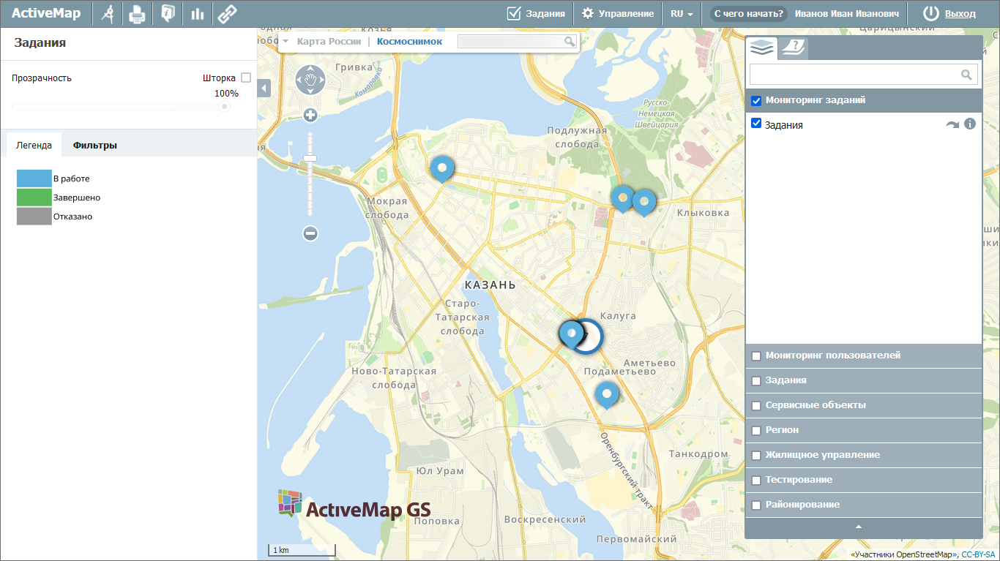 ActiveMap
Задания
Управление
RU
С чего начать?
Иванов Иван Иванович
Выход
Задания
Прозрачность
Шторка
100%
Легенда
Фильтры
В работе
Завершено
Отказано
Карта России
Космоснимок
Гривка
Комаровка
Царицынский
Русско-
Немецкая
Швейцария
Подлужная
слобода
Мокрая
слобода
Клыковка
КАЗАНЬ
Старо-
Татарская
слобода
Калуга
7
Аметьево
Подаметьево
Ново-Татарская
слобода
Оренбургский тракт
Танкодром
Юл Урам
ActiveMap GS
Поповка
Воскресенский
Первомайский
1 km
Мониторинг заданий
Задания
Мониторинг пользователей
Задания
Сервисные объекты
Регион
Жилищное управление
Тестирование
Районирование
«Участники OpenStreetMap», CC-BY-SA